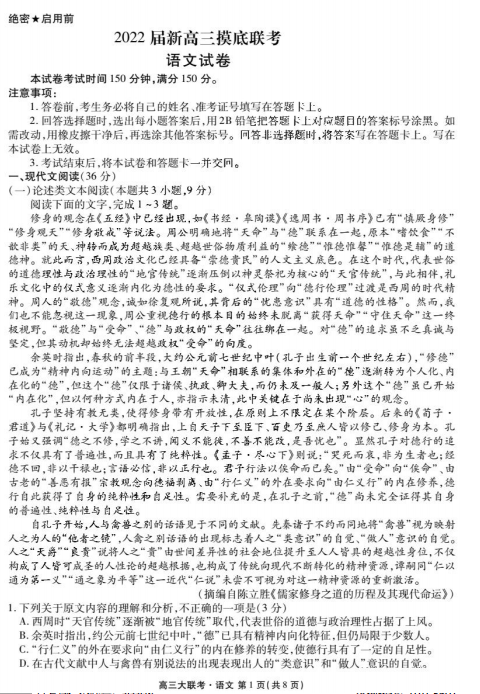 绝密★启用前
2022 届新高三摸底联考
语文试卷
本试卷考试时间 150 分钟,满分 150 分。
注意事项:
1. 答卷前,考生务必将自己的姓名、准考证号填写在答题卡上。
2. 回答选择题时,选出每小题答案后,用 2B 铅笔把答题卡上对应题目的答案标号涂黑。如
需改动,用橡皮擦干净后,再选涂其他答案标号。回答非选择题时,将答案写在答题卡上。写在
本试卷上无效。
3. 考试结束后,将本试卷和答题卡一并交回。
一、现代文阅读(36 分)
(一)论述类文本阅读(本题共 3 小题,9 分)
阅读下面的文字,完成 1~3 题。
修身的观念在《五经》中已经出现,如《书经·皋陶谟》《逸周书·周书序》已有“慎厥身修”
“修身观天”“修身敬戒”等说法。周公明确地将“天命”与“德”联系在一起,原本“嗜饮食”“不
歆非类”的天、神转而成为超越族类、超越世俗物质利益的“飨德”“惟德惟馨”“惟德是辅”的道
德神。就此而言,西周政治文化已经具备“崇德贵民”的人文主义底色。在这个时代,代表世俗
的道德理性与政治理性的“地官传统”逐渐压倒以神灵祭祀为核心的“天官传统”,与此相伴,礼
乐文化中的仪式意义逐渐内化为德性的要求。“仪式伦理”向“德行伦理”过渡是西周的时代精
神。周人的“敬德”观念,诚如徐复观所说,其背后的“忧患意识”具有“道德的性格”。然而,我
们也不能忽视这一现象,周公重视德行的根本目的始终未脱离“获得天命”“守住天命”这一终
极视野。“敬德”与“受命”、“德”与政权的“天命”往往绑在一起。对“德”的追求虽不乏真诚与
坚定,但其动机却始终无法超越政权“受命”的向度。
余英时指出,春秋的前半段,大约公元前七世纪中叶(孔子出生前一个世纪左右),“修德”
已成为“精神内向运动”的主题;与王朝“天命”相联系的集体和外在的“德”逐渐转为个人化、内
在化的“德”,但这个“德”仅限于诸侯、执政、卿大夫,而仍未及一般人;另外这个“德”虽已开始
“内在化”,但以何种方式内在于人,亦指示未清,此中关键在于尚未出现“心”的观念。
孔子坚持有教无类,使得修身带有开放性,在原则上不限定在某个阶层。后来的《荀子·
君道》与《礼记·大学》都明确指出,上自天子下至臣下、百吏乃至庶人皆以修己、修身为本。孔
子始又强调“德之不修,学之不讲,闻义不能徙,不善不能改,是吾忧也”。显然孔子对德行的追
求不仅具有了普遍性,而且具有了纯粹性。《孟子·尽心下》则说:“哭死而哀,非为生者也;经
德不回,非以干禄也;言语必信,非以正行也。君子行法以俟命而已矣。”由“受命”向“俟命”、由
古老的“善恶有报”宗教观念向德福剥离、由“行仁义”的外在要求向“由仁义行”的内在修养,德
行自此获得了自身的纯粹性和自足性。需要补充的是,在孔子之前,“德”尚未完全证得其自身
的普遍性、纯粹性与自足性。
自孔子开始,人与禽兽之别的话语见于不同的文献。先秦诸子不约而同地将“禽兽”视为映射
人之为人的“他者之镜”,人禽之别话语的出现标志着人之“类意识”的自觉、“做人”意识的自觉。
人之“天爵”“良贵”说将人之“贵”由世间差异性的社会地位提升至人人皆具的超越性身位,不仅
构成了人皆可成圣的人性论的超越根据,也构成了传统向现代不断转化的精神资源,谭嗣同“仁以
通为第一义”“通之象为平等”这一近代“仁说”未尝不可视为对这一精神资源的重新激活。
(摘编自陈立胜《儒家修身之道的历程及其现代命运》)
1. 下列关于原文内容的理解和分析,不正确的一项是(3 分)
A. 西周时“天官传统”逐渐被“地官传统”取代,代表世俗的道德与政治理性占据了上风。
B. 余英时指出,约公元前七世纪中叶,“德”已具有精神内向化特征,但仍局限于少数人。
C. “行仁义”的外在要求向“由仁义行”的内在修养的转变,使德行具有了一定的自足性。
D. 在古代文献中人与禽兽有别说法的出现表现出人的“类意识”和“做人”意识的自觉。
高三大联考·语文 第 1 页(共 8 页)